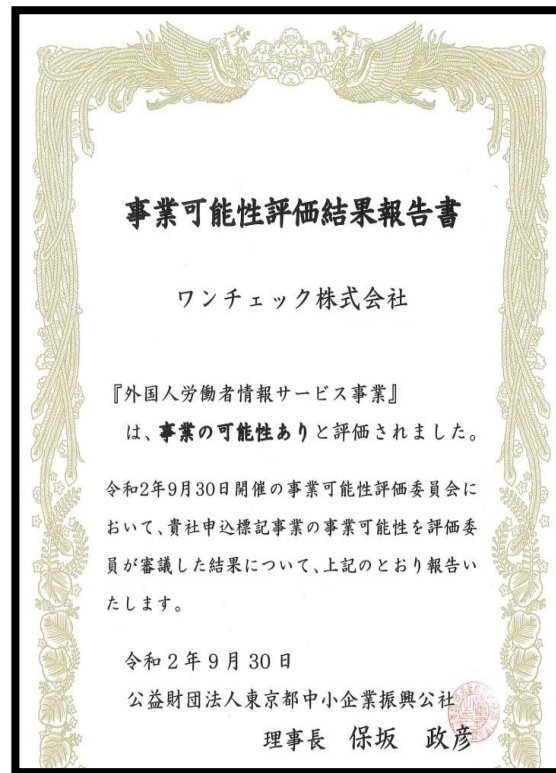 事業可能性評価結果報告書
ワンチェック株式会社
『外国人労働者情報サービス事業』
は、事業の可能性ありと評価されました。
令和2年9月30日開催の事業可能性評価委員会に
おいて、貴社申込標記事業の事業可能性を評価委
員が審議した結果について、上記のとおり報告い
たします。
令和2年9月30日
公益財団法人東京都中小企業振興公社
理事長 保坂 政彦